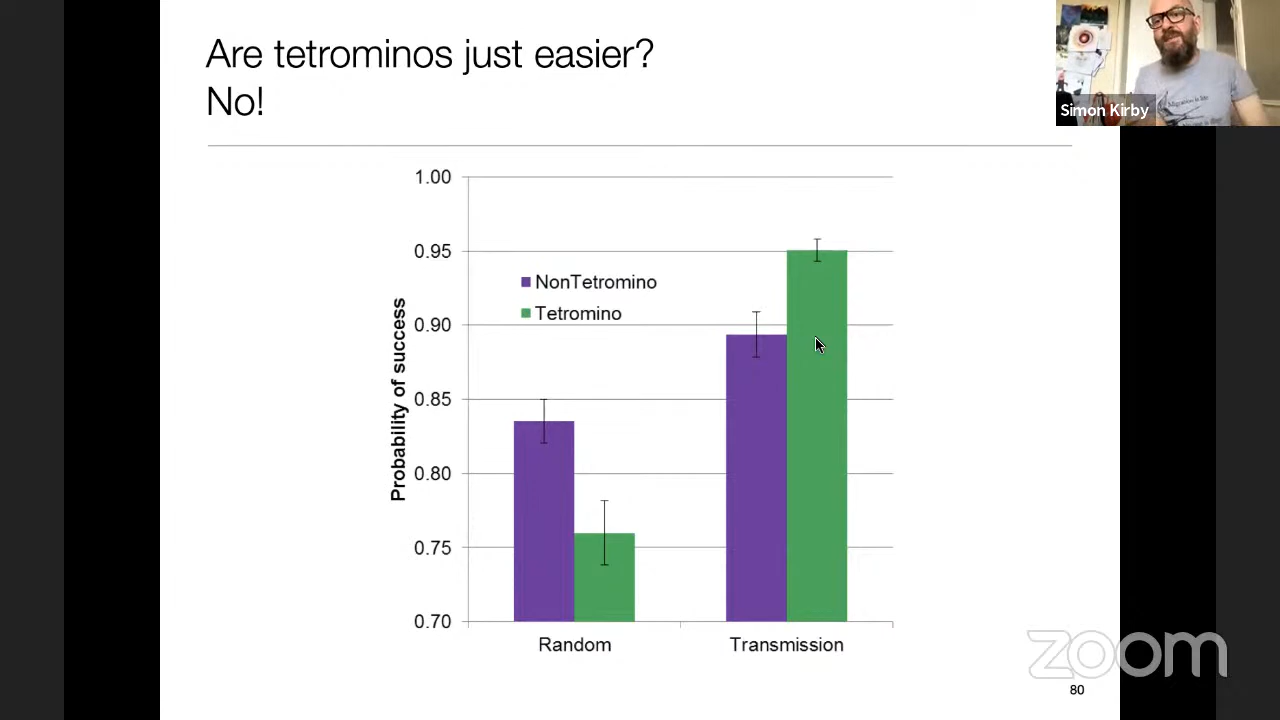 Are tetrominos just easier?
No!
Simon Kirby
1.00
0.95
0.90
0.85
0.80
0.75
0.70
Probability of success
NonTetromino
Tetromino
Random
Transmission
zoom
80